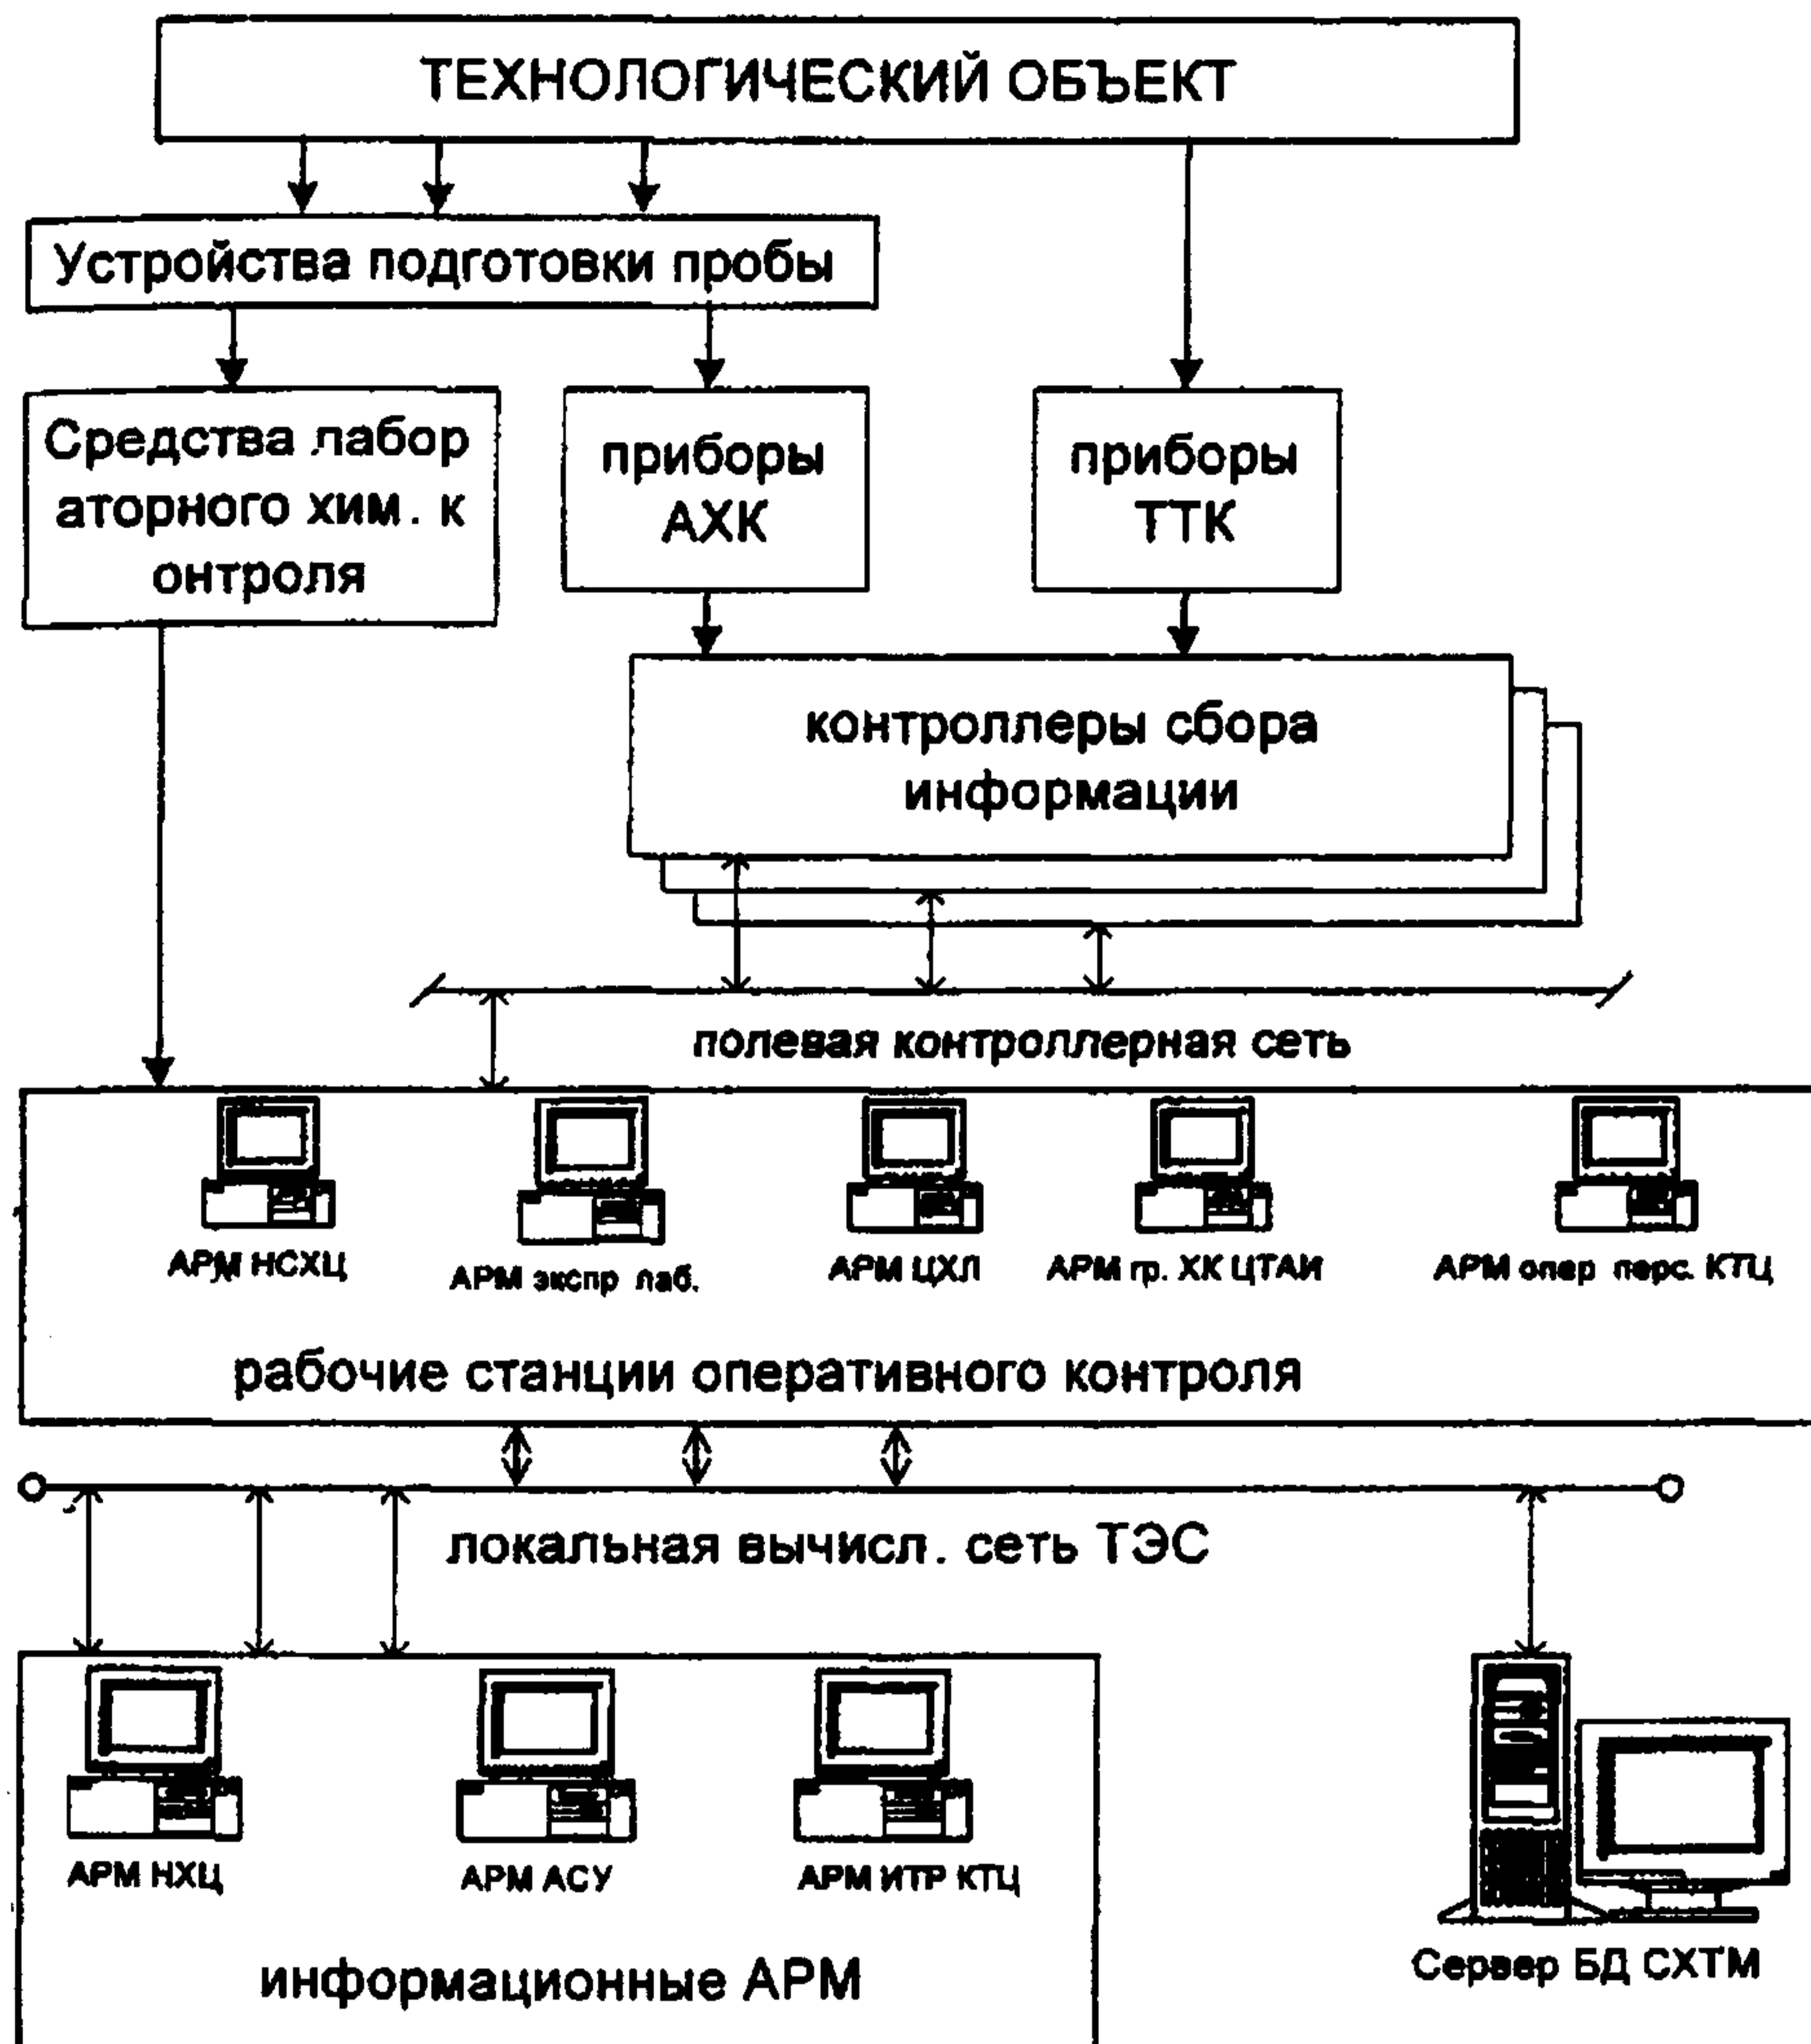 ТЕХНОЛОГИЧЕСКИЙ ОБЪЕКТ
Устройства подготовки пробы
Средства лабор
аторного хим. к
онтроля
приборы
АХК
приборы
ТТК
контроллеры сбора
информации
полевая контроллерная сеть
АРМ НСХЦ
АРМ экспр лаб.
АРМ ЦХЛ
АРМ гр. ХК ЦТАИ
АРМ опер перс. КТЦ
рабочие станции оперативного контроля
локальная вычисл. сеть ТЭС
АРМ НХЦ
АРМ АСУ
АРМ ИТР КТЦ
информационные АРМ
Сервер БД СХТМ